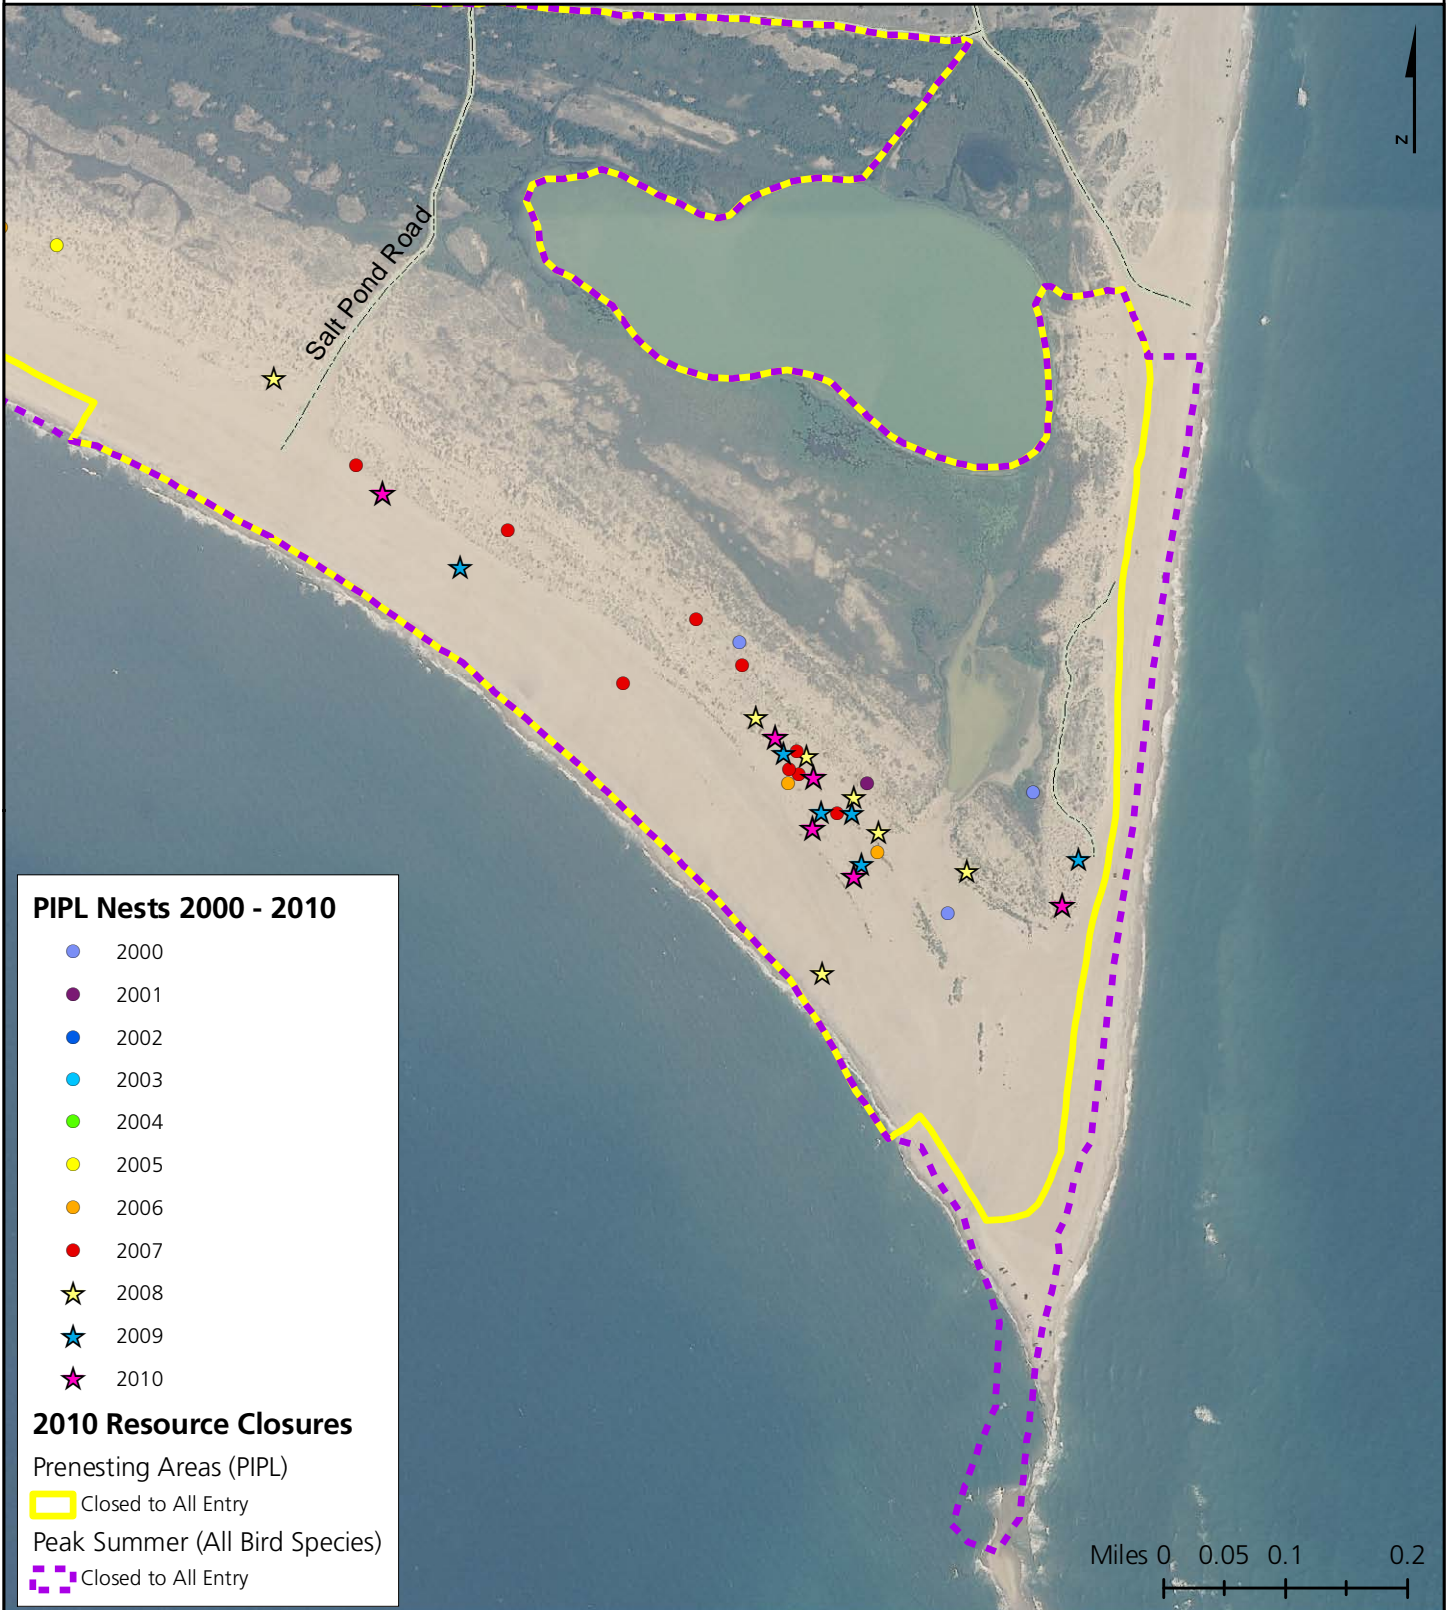 N
Salt Pond Road
PIPL Nests 2000 - 2010
2000
2001
2002
2003
2004
2005
2006
2007
2008
2009
2010
2010 Resource Closures
Prenesting Areas (PIPL)
Closed to All Entry
Peak Summer (All Bird Species)
Closed to All Entry
Miles 0 0.05 0.1 0.2